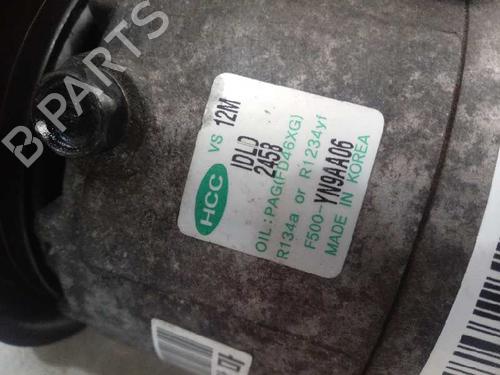 B PARTS
HCC
VS 12M
IDLD
2458
OIL:PAG(FD46XG)
R134a or R1234yf
F500-YN9AA06
MADE IN KOREA